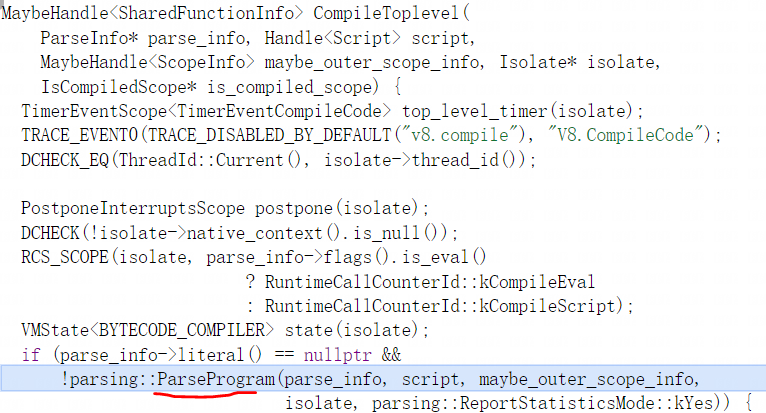 MaybeHandle<SharedFunctionInfo> CompileToplevel(
    ParseInfo* parse_info, Handle<Script> script,
    MaybeHandle<ScopeInfo> maybe_outer_scope_info, Isolate* isolate,
    IsCompiledScope* is_compiled_scope) {
  TimerEventScope<TimerEventCompileCode> top_level_timer(isolate);
  TRACE_EVENT0(TRACE_DISABLED_BY_DEFAULT("v8.compile"), "V8.CompileCode");
  DCHECK_EQ(ThreadId::Current(), isolate->thread_id());

  PostponeInterruptsScope postpone(isolate);
  DCHECK(!isolate->native_context().is_null());
  RCS_SCOPE(isolate, parse_info->flags().is_eval()
                         ? RuntimeCallCounterId::kCompileEval
                         : RuntimeCallCounterId::kCompileScript);
  VMState<BYTECODE_COMPILER> state(isolate);
  if (parse_info->literal() == nullptr &&
      !parsing::ParseProgram(parse_info, script, maybe_outer_scope_info,
                             isolate, parsing::ReportStatisticsMode::kYes)) {